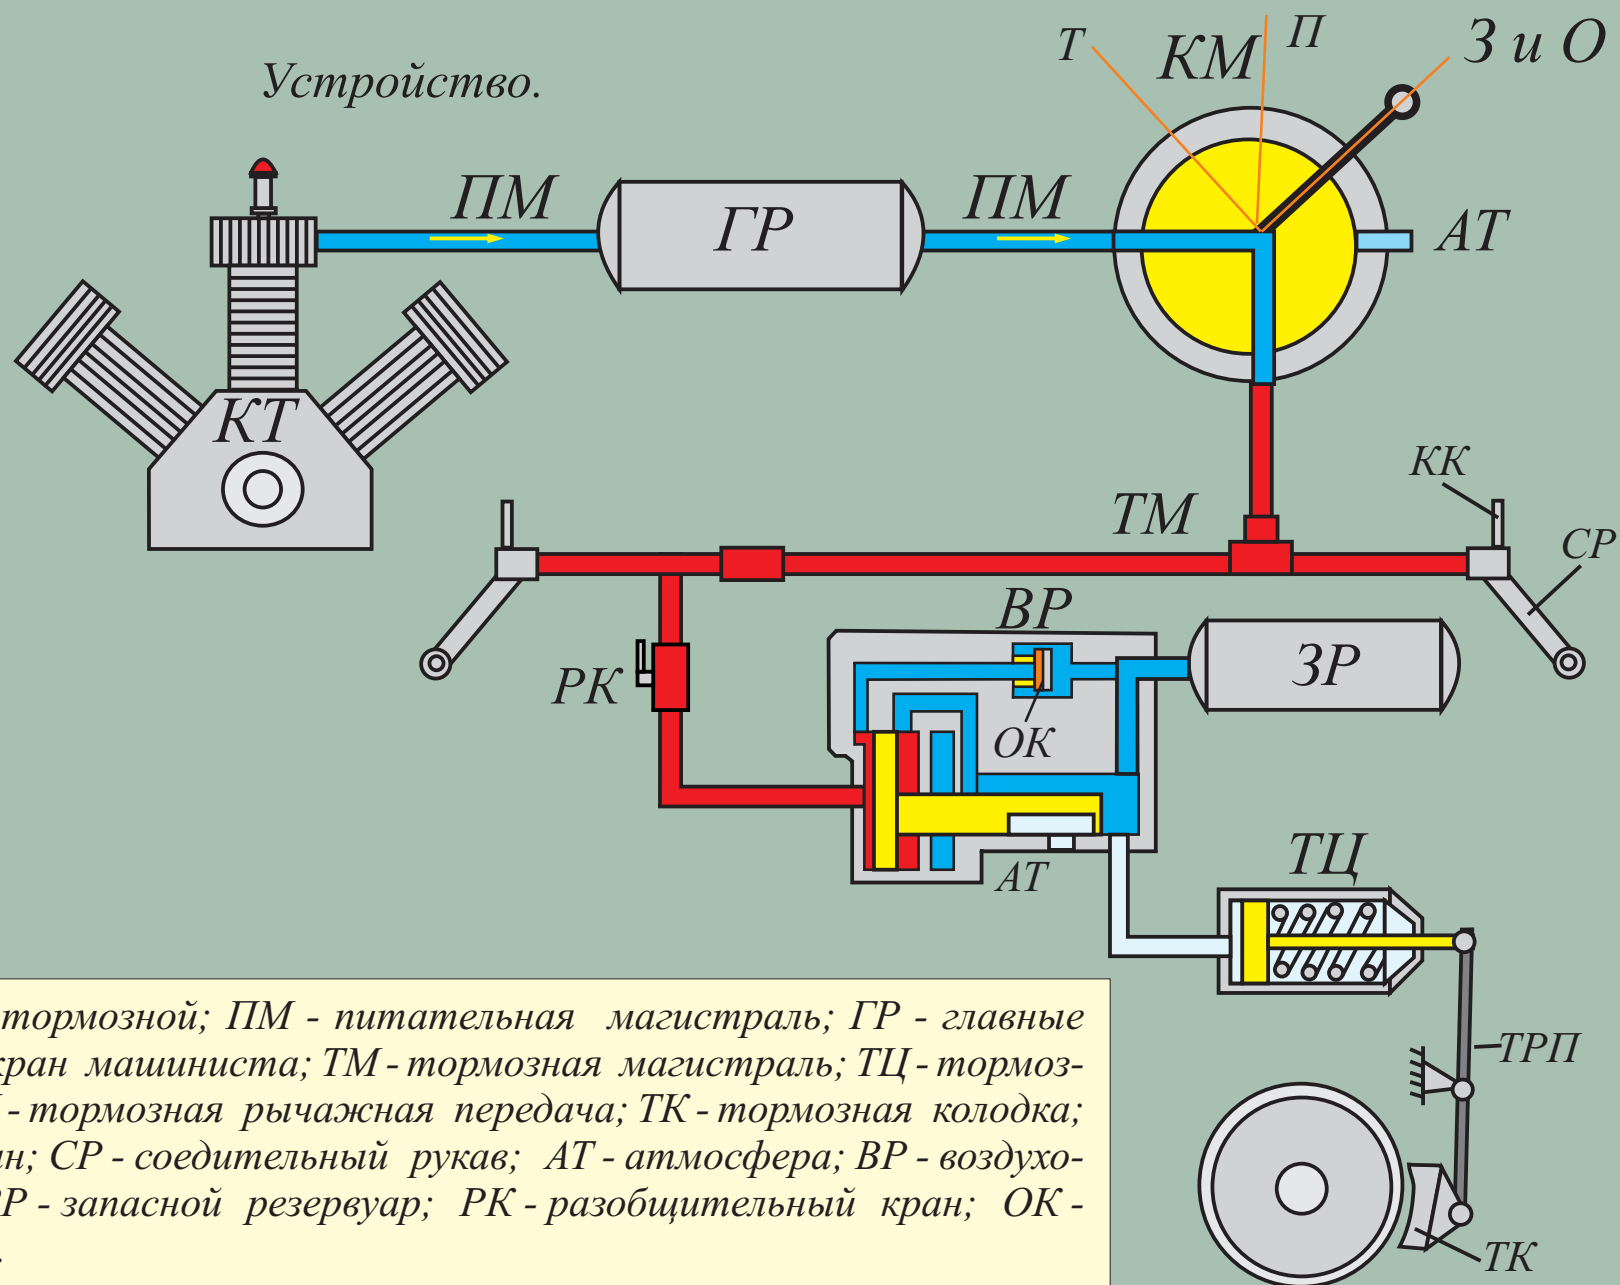 Устройство.
Т
КМ
П
З и О
ПМ
ГР
ПМ
АТ
КТ
КК
ТМ
СР
ВР
РК
ЗР
ОК
АТ
ТЦ
тормозной; ПМ - питательная магистраль; ГР - главные
кран машиниста; ТМ - тормозная магистраль; ТЦ - тормоз-
- тормозная рычажная передача; ТК - тормозная колодка;
СР - соедительный рукав; АТ - атмосфера; ВР - воздухо-
- запасной резервуар; РК - разобщительный кран; ОК -
ТРП
ТК